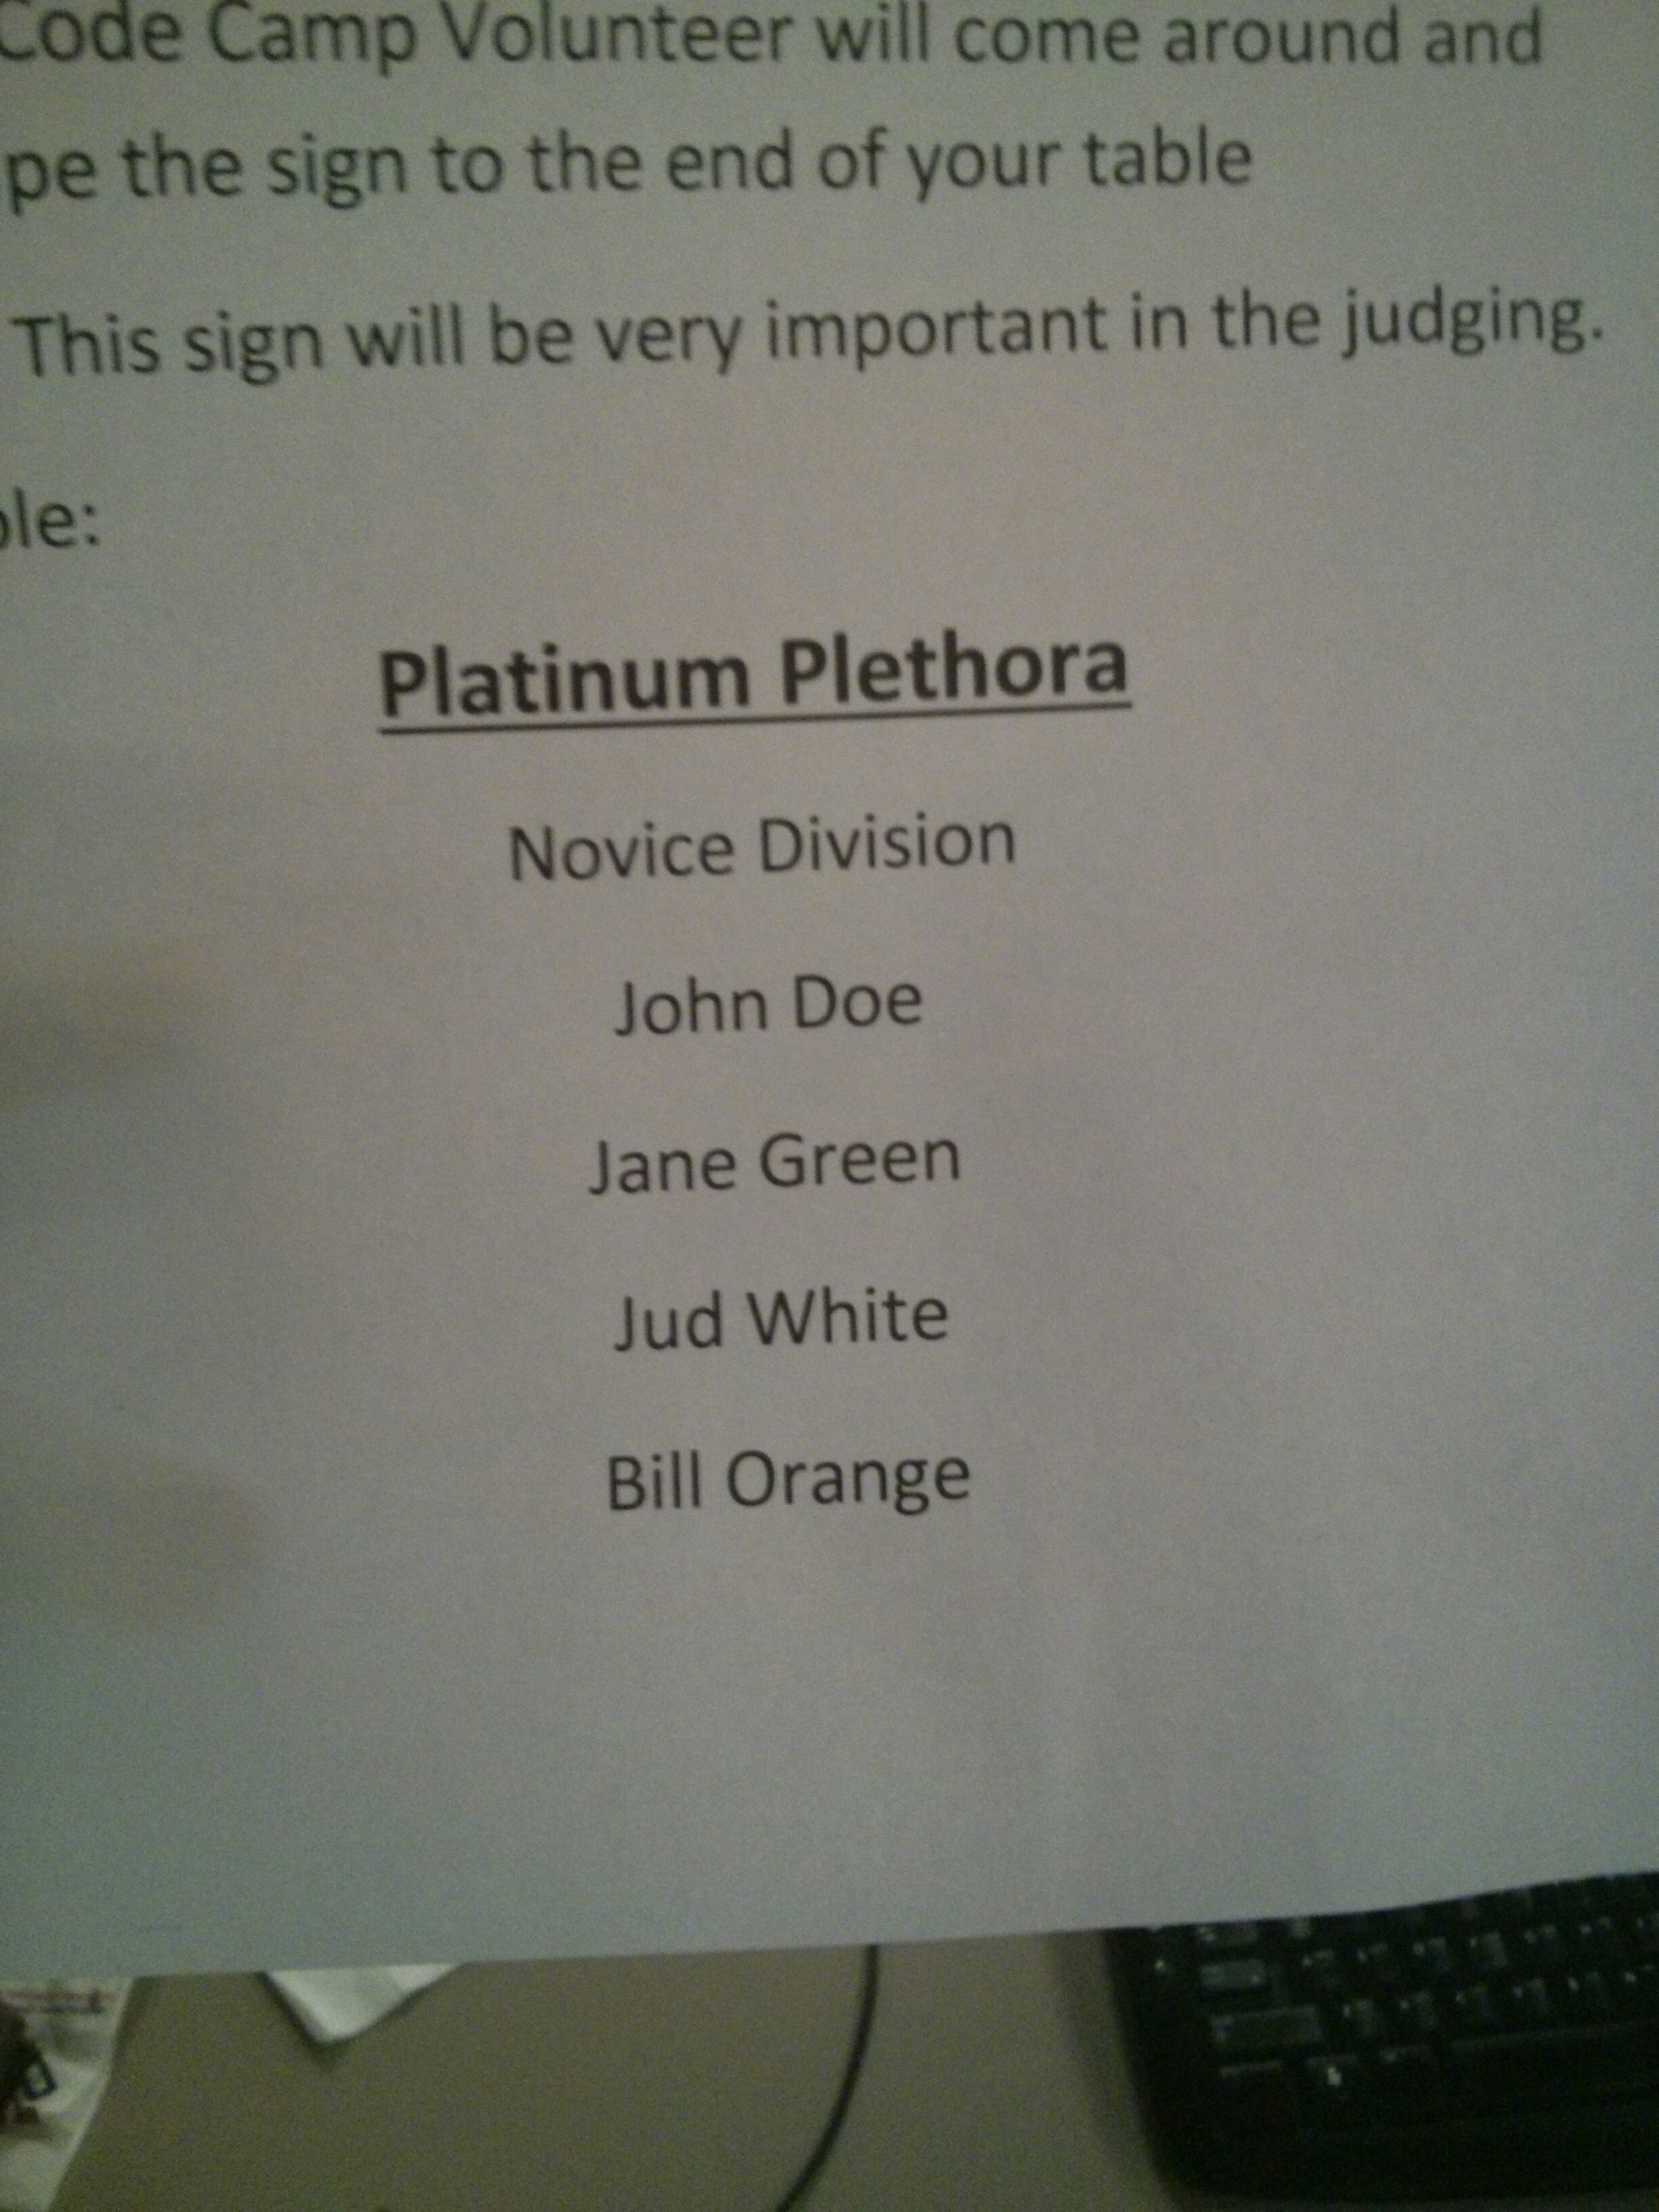 Code Camp Volunteer will come around and
pe the sign to the end of your table
This sign will be very important in the judging.
ple:
Platinum Plethora
Novice Division
John Doe
Jane Green
Jud White
Bill Orange